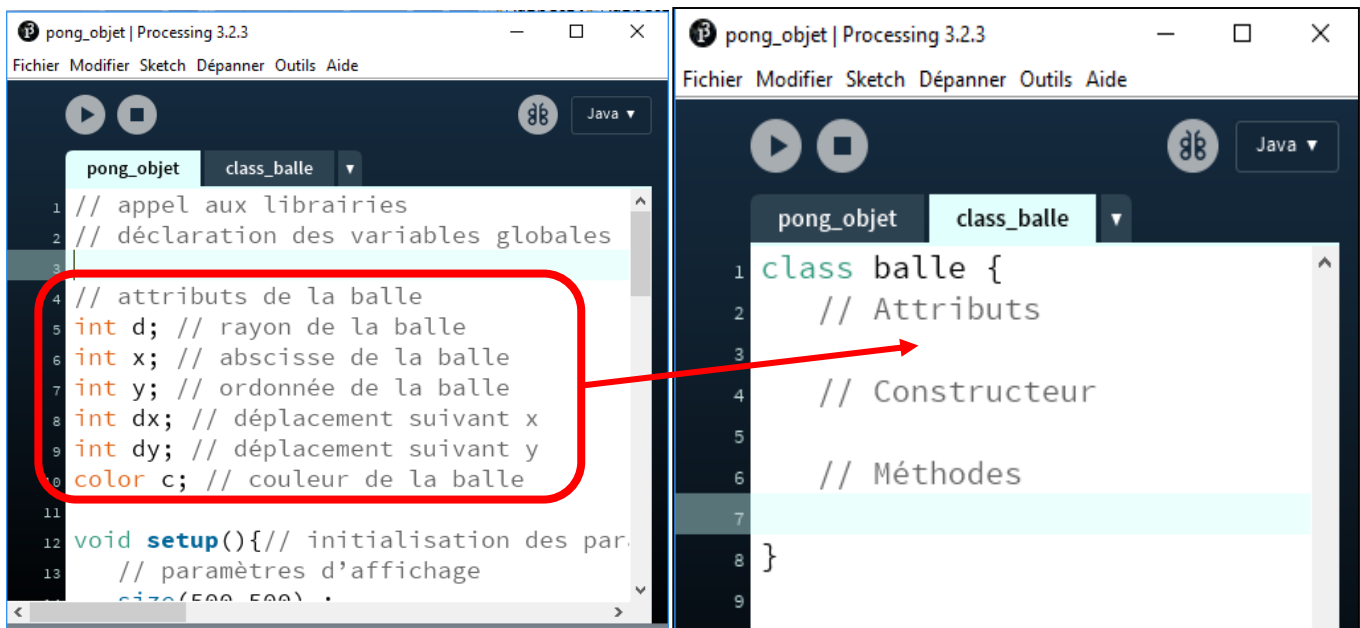 pong_objet | Processing 3.2.3
Fichier Modifier Sketch Dépanner Outils Aide
Java ▼
pong_objet class_balle ▼
1 // appel aux librairies
2 // déclaration des variables globales
3
4 // attributs de la balle
5 int d; // rayon de la balle
6 int x; // abscisse de la balle
7 int y; // ordonnée de la balle
8 int dx; // déplacement suivant x
9 int dy; // déplacement suivant y
10 color c; // couleur de la balle
11
12 void setup(){// initialisation des par
13 // paramètres d’affichage
size(500,500) ;
pong_objet | Processing 3.2.3
Fichier Modifier Sketch Dépanner Outils Aide
Java ▼
pong_objet class_balle ▼
1 class balle {
2 // Attributs
3
4 // Constructeur
5
6 // Méthodes
7
8 }
9